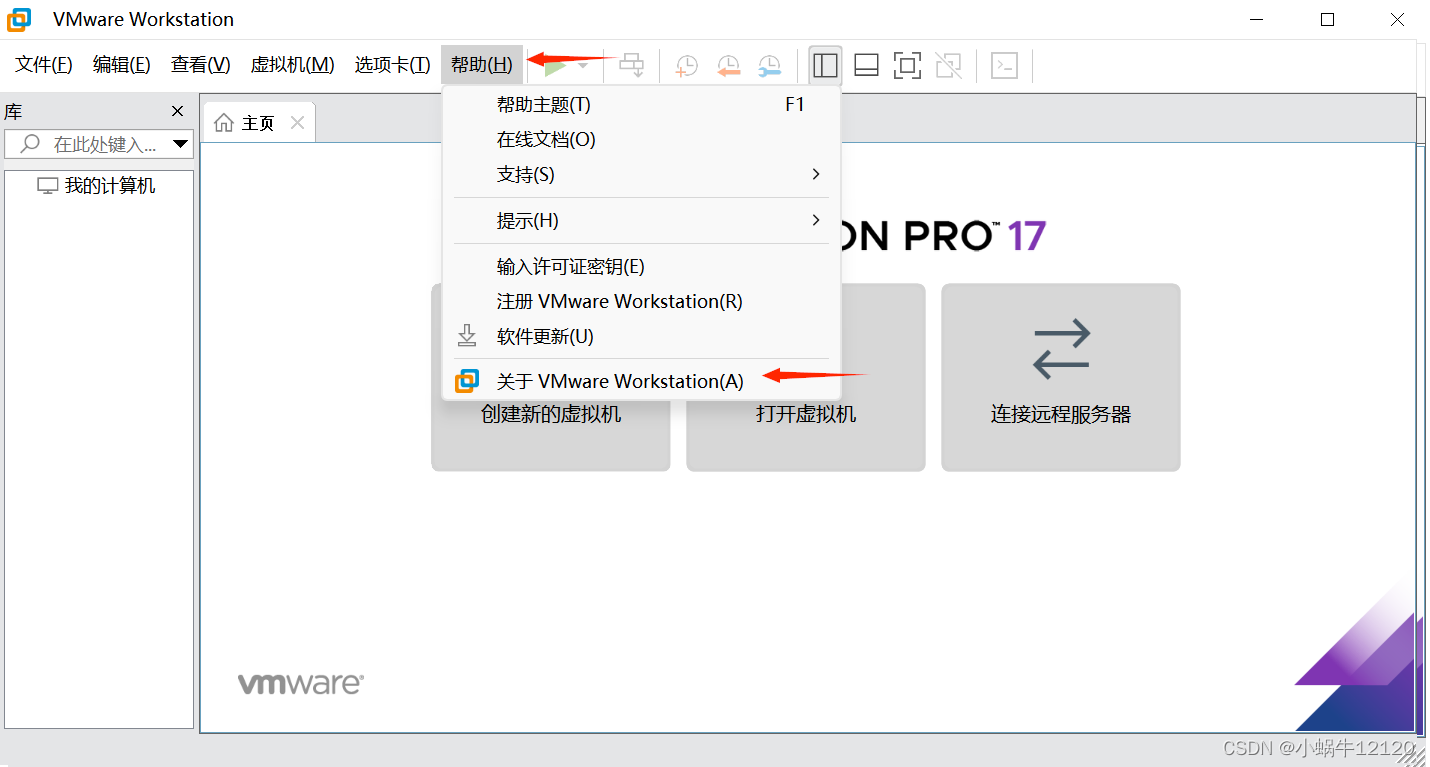 VMware Workstation
文件(F) 编辑(E) 查看(V) 虚拟机(M) 选项卡(T) 帮助(H)
库
主页
在此处键入...
我的计算机
帮助主题(T) F1
在线文档(O)
支持(S)
提示(H)
输入许可证密钥(E)
注册 VMware Workstation(R)
软件更新(U)
关于 VMware Workstation(A)
ON PRO™ 17
创建新的虚拟机 打开虚拟机 连接远程服务器
vmware®
CSDN @小蜗牛12120